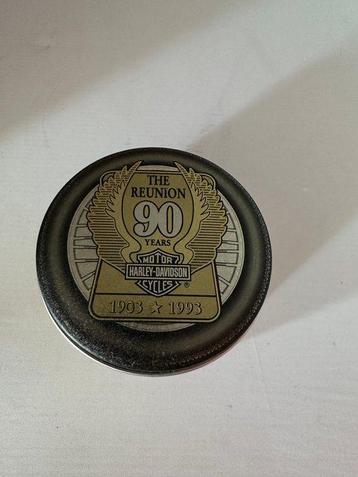 THE
REUNION
90
YEARS
MOTOR
HARLEY-DAVIDSON
CYCLES ®
1903 ☆ 1993